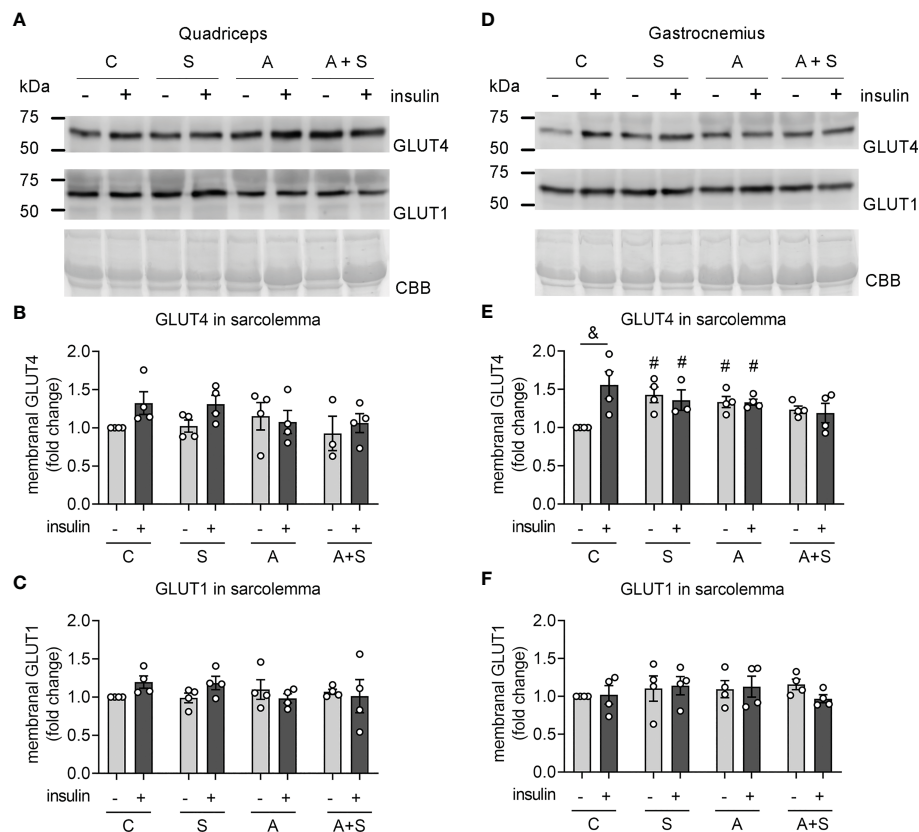 A
Quadriceps
C S A A + S
kDa
- + - + - + - + insulin
75
50
GLUT4
75
50
GLUT1
CBB
B
GLUT4 in sarcolemma
membranal GLUT4
(fold change)
2.0
1.5
1.0
0.5
0.0
insulin - + - + - + - +
C S A A+S
C
GLUT1 in sarcolemma
membranal GLUT1
(fold change)
2.0
1.5
1.0
0.5
0.0
insulin - + - + - + - +
C S A A+S
D
Gastrocnemius
C S A A + S
kDa
- + - + - + - + insulin
75
50
GLUT4
75
50
GLUT1
CBB
E
GLUT4 in sarcolemma
membranal GLUT4
(fold change)
2.0
1.5
1.0
0.5
0.0
&
# # # #
insulin - + - + - + - +
C S A A+S
F
GLUT1 in sarcolemma
membranal GLUT1
(fold change)
2.0
1.5
1.0
0.5
0.0
insulin - + - + - + - +
C S A A+S